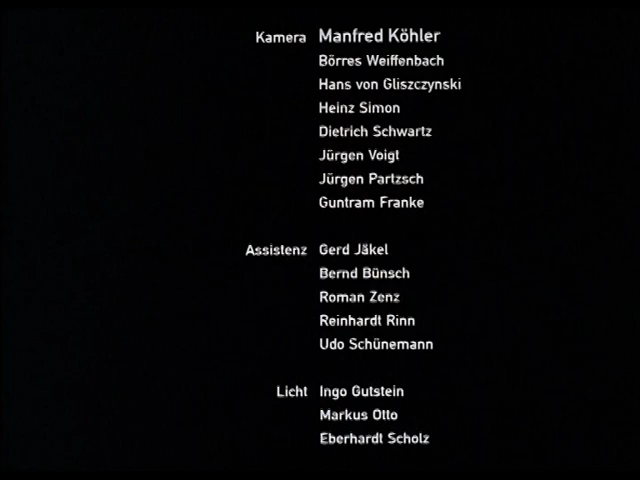 Kamera Manfred Köhler
Börres Weiffenbach
Hans von Gliszczynski
Heinz Simon
Dietrich Schwartz
Jürgen Voigt
Jürgen Partzsch
Guntram Franke
Assistenz Gerd Jäkel
Bernd Bünsch
Roman Zenz
Reinhardt Rinn
Udo Schünemann
Licht Ingo Gutstein
Markus Otto
Eberhardt Scholz